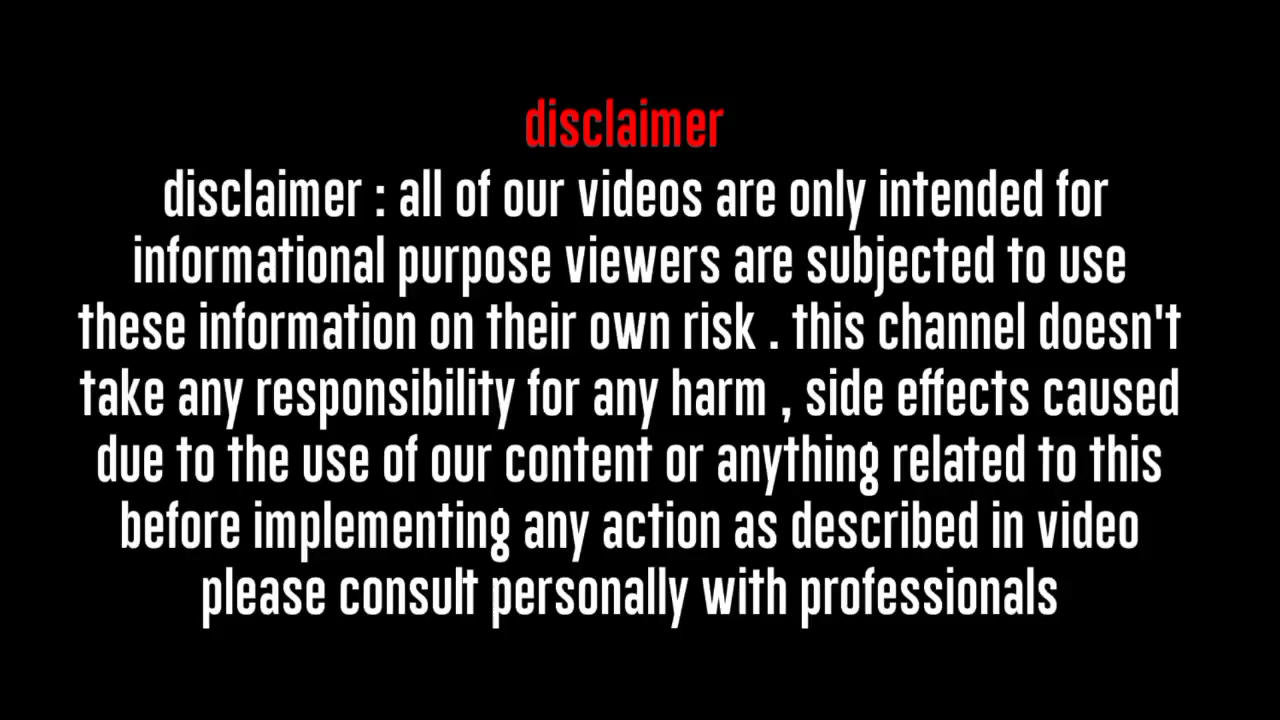 disclaimer
disclaimer : all of our videos are only intended for
informational purpose viewers are subjected to use
these information on their own risk . this channel doesn't
take any responsibility for any harm , side effects caused
due to the use of our content or anything related to this
before implementing any action as described in video
please consult personally with professionals